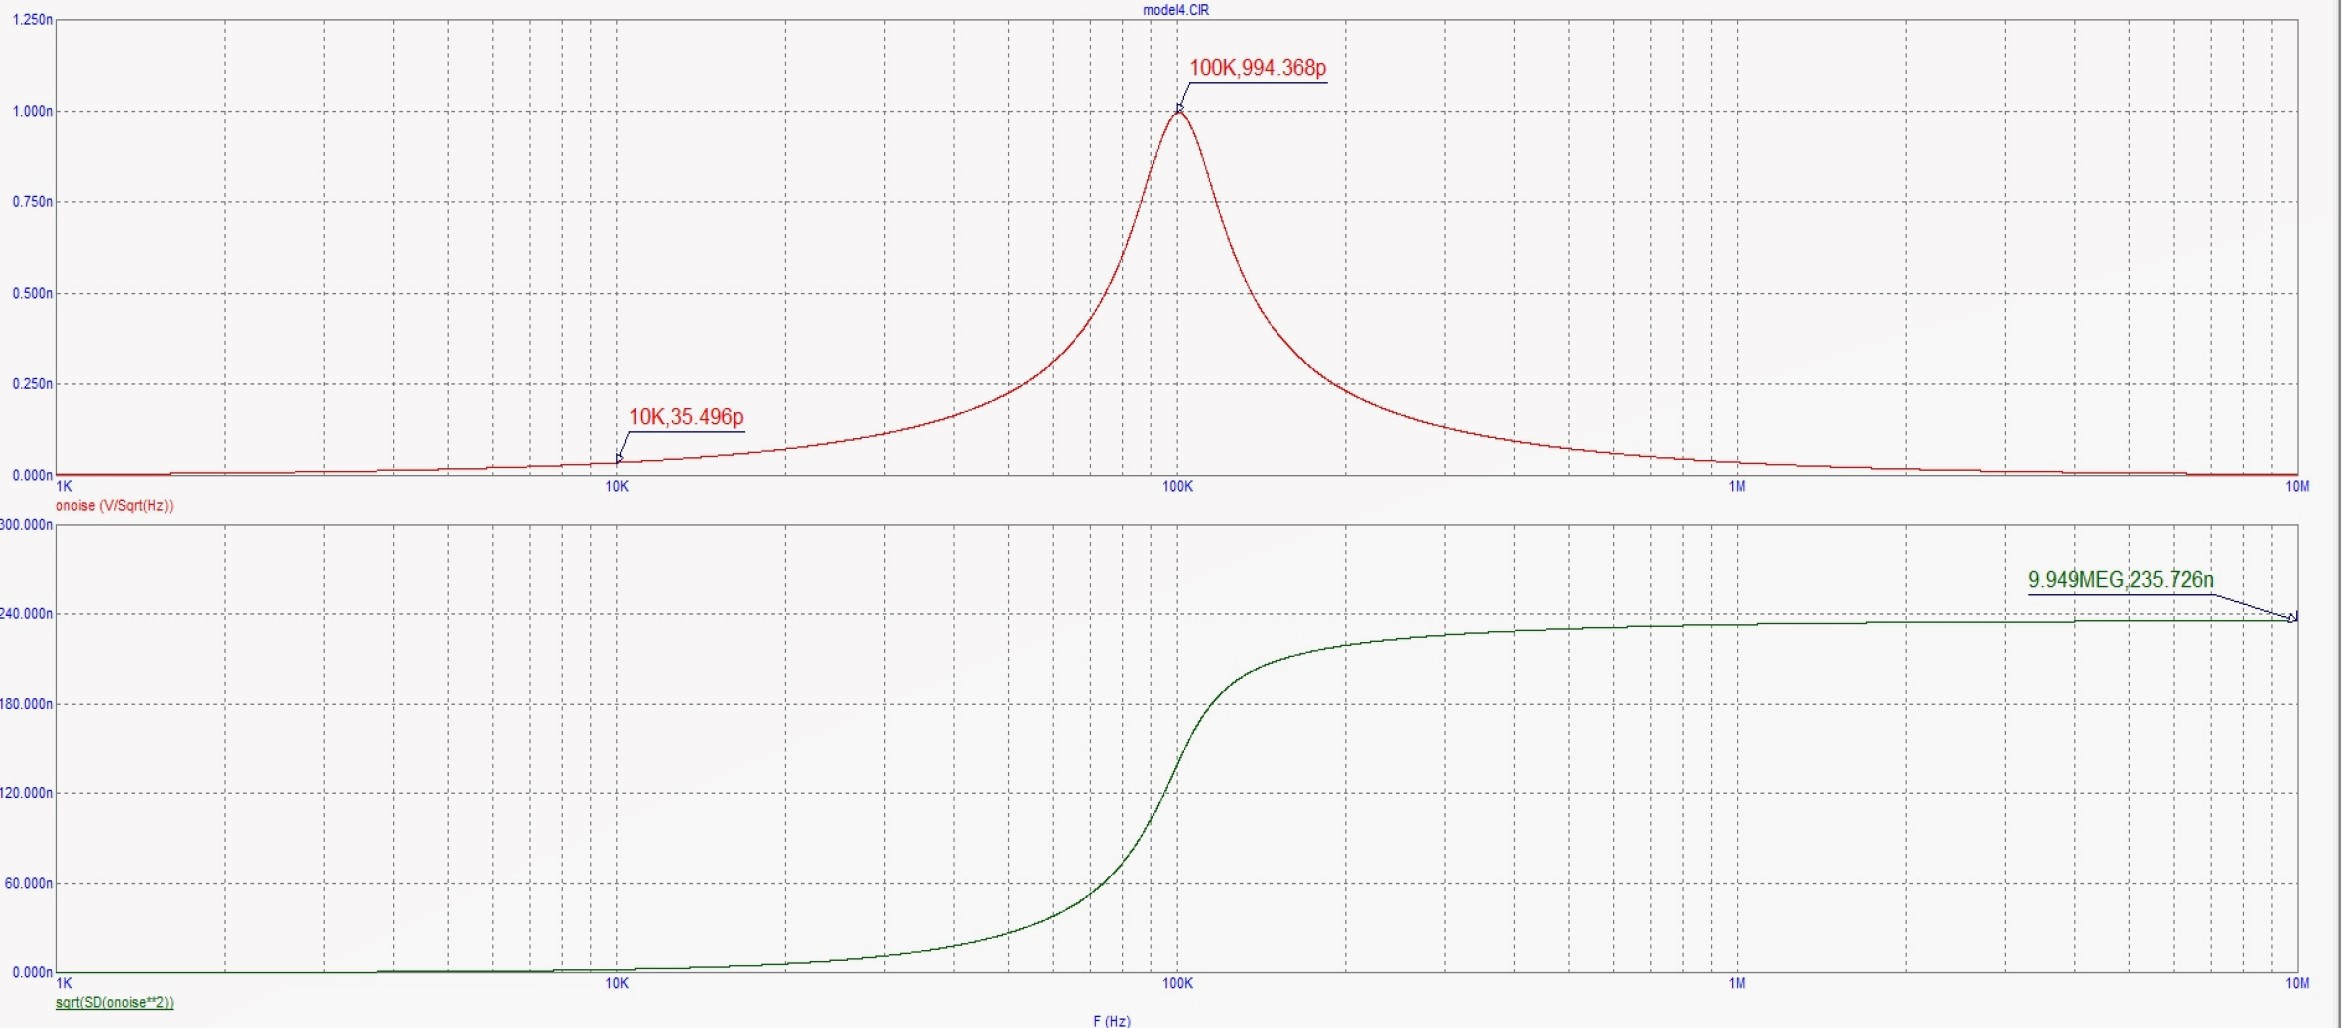 model4.CIR
1.250n
100K,994.368p
1.000n
0.750n
0.500n
0.250n
10K,35.496p
0.000n
1K 10K 100K 1M 10M
onoise (V/Sqrt(Hz))
300.000n
9.949MEG,235.726n
240.000n
180.000n
120.000n
60.000n
0.000n
1K 10K 100K 1M 10M
sqrt(SD(onoise**2))
F (Hz)